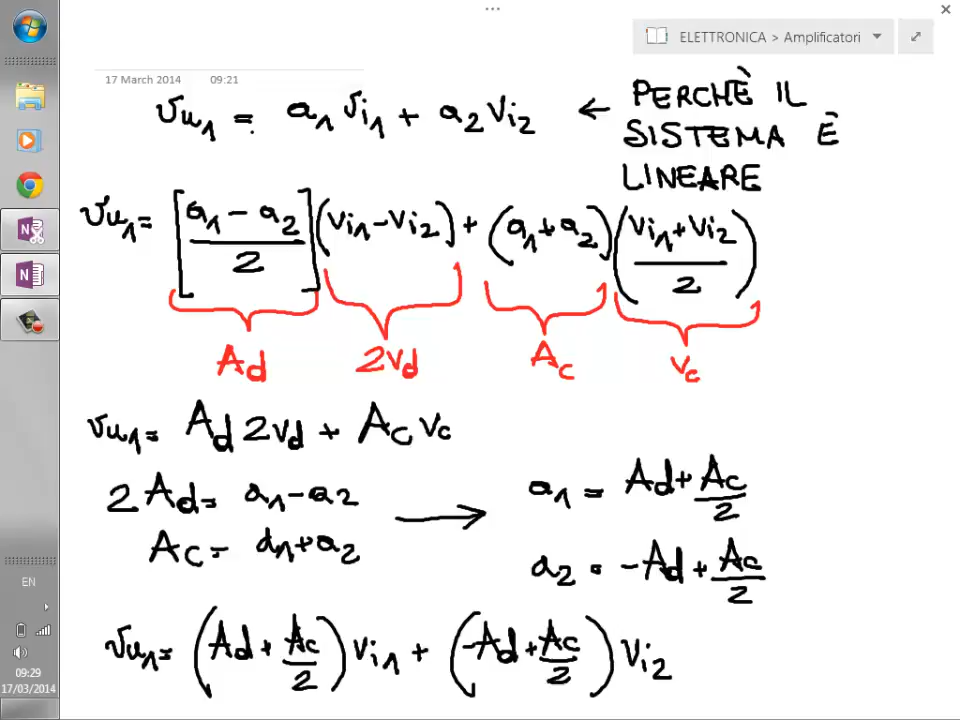 ELETTRONICA > Amplificatori
17 March 2014 09:21
vu1 = a1 vi1 + a2 vi2 ← PERCHÈ IL
SISTEMA È
LINEARE
vu1 = [(a1 - a2)/2] (vi1 - vi2) + (a1 + a2) ((vi1 + vi2)/2)
Ad 2vd Ac vc
vu1 = Ad 2vd + Ac vc
2Ad = a1 - a2 → a1 = Ad + Ac/2
Ac = a1 + a2
a2 = -Ad + Ac/2
vu1 = (Ad + Ac/2) vi1 + (-Ad + Ac/2) vi2
EN
09:29
17/03/2014